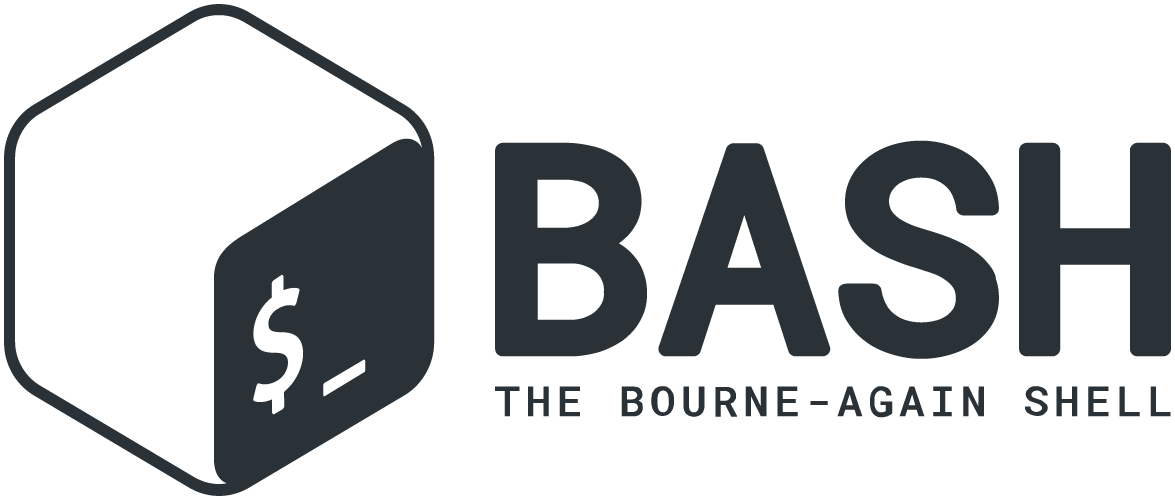 $_
BASH
THE BOURNE-AGAIN SHELL